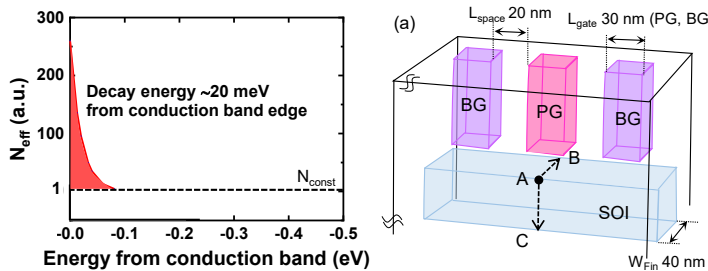 300
200
100
1
N_eff (a.u.)
Decay energy ~20 meV
from conduction band edge
N_const
-0.0 -0.1 -0.2 -0.3 -0.4 -0.5
Energy from conduction band (eV)
(a)
L_space 20 nm
L_gate 30 nm (PG, BG
BG
PG
BG
B
A
C
SOI
W_Fin 40 nm